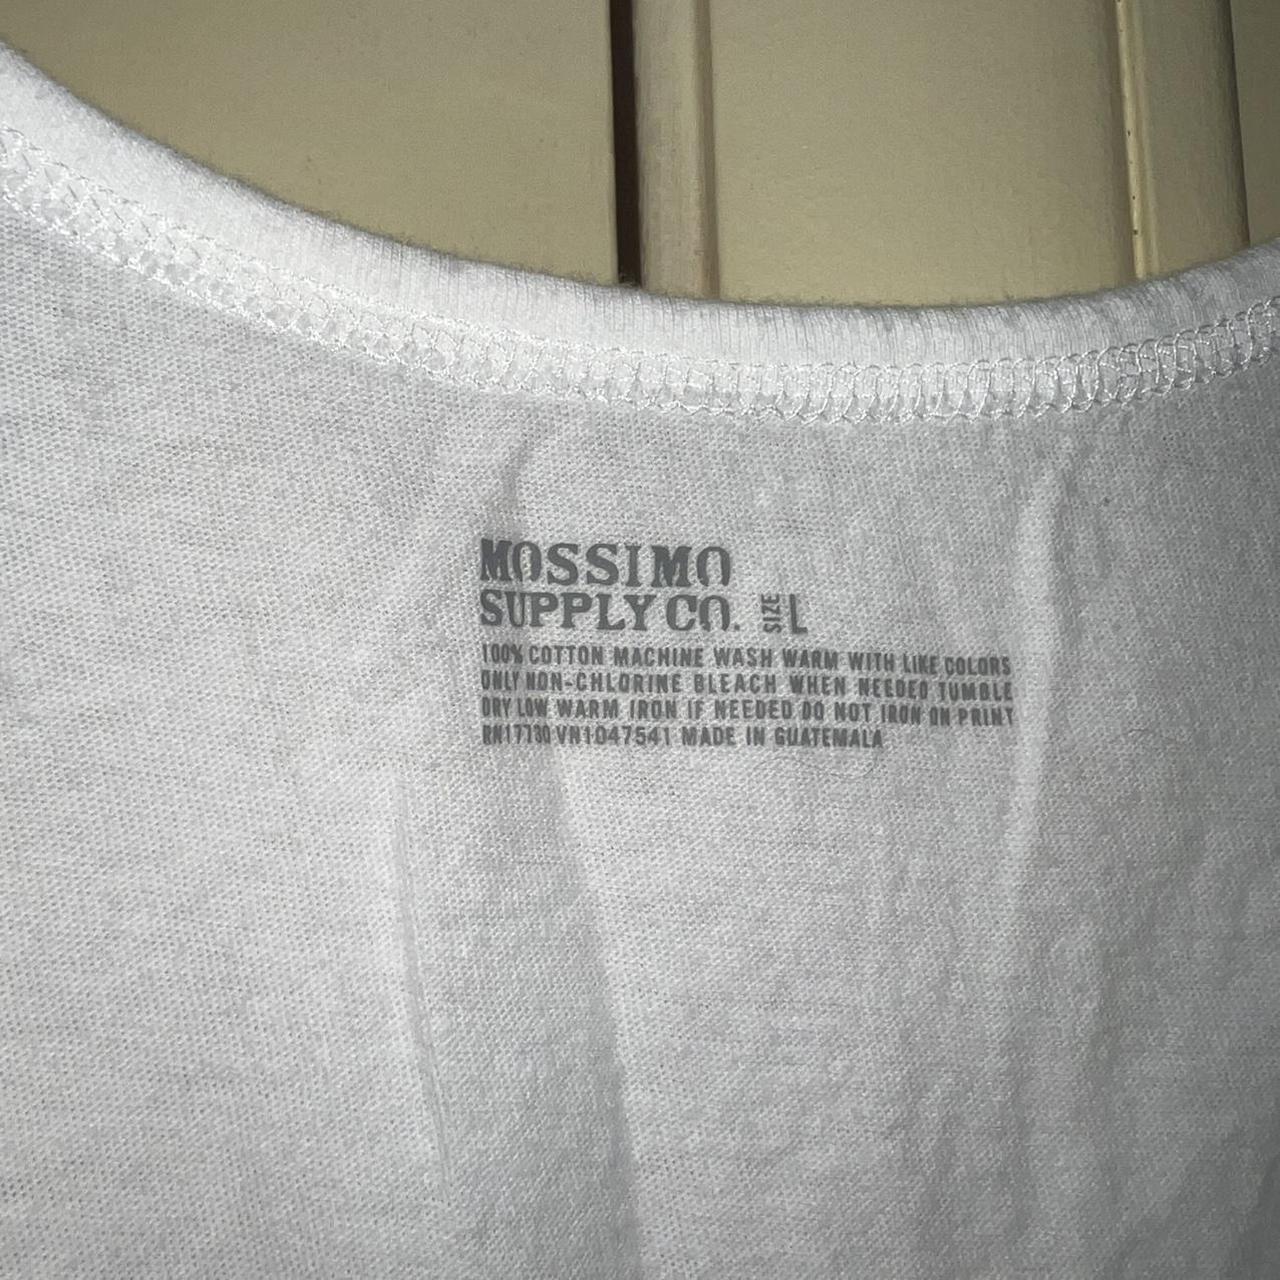 MOSSIMO
SUPPLY CO. SIZE L
100% COTTON MACHINE WASH WARM WITH LIKE COLORS
ONLY NON-CHLORINE BLEACH WHEN NEEDED TUMBLE
DRY LOW WARM IRON IF NEEDED DO NOT IRON ON PRINT
RN17730 VN1047541 MADE IN GUATEMALA